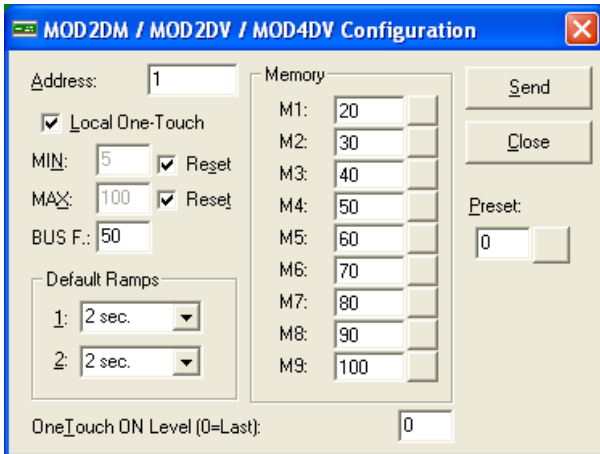 MOD2DM / MOD2DV / MOD4DV Configuration
Address: 1
Local One-Touch
MIN: 5 Reset
MAX: 100 Reset
BUS F.: 50
Default Ramps
1: 2 sec.
2: 2 sec.
Memory
M1: 20
M2: 30
M3: 40
M4: 50
M5: 60
M6: 70
M7: 80
M8: 90
M9: 100
Send
Close
Preset:
0
OneTouch ON Level (0=Last): 0